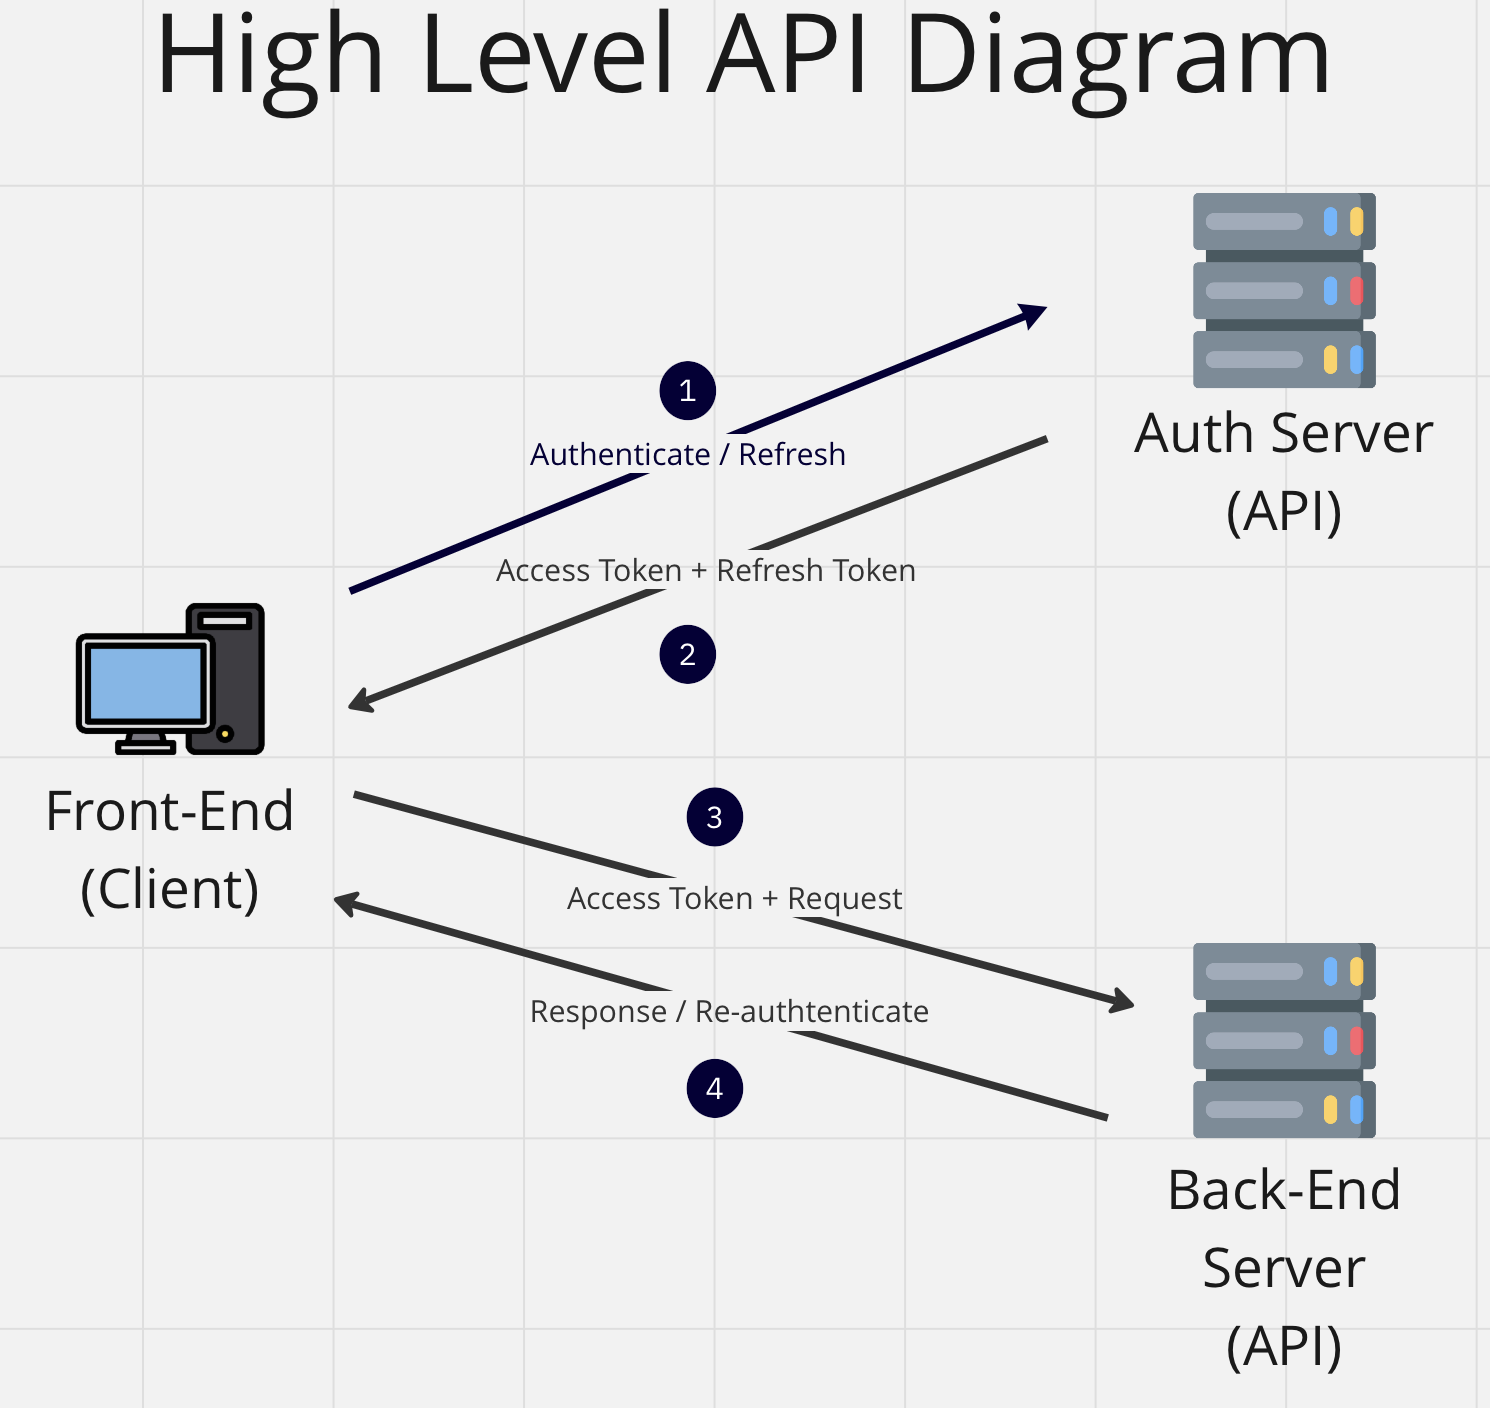 High Level API Diagram
1
Authenticate / Refresh
Auth Server
(API)
Access Token + Refresh Token
2
Front-End
(Client)
3
Access Token + Request
Response / Re-authtenticate
4
Back-End
Server
(API)